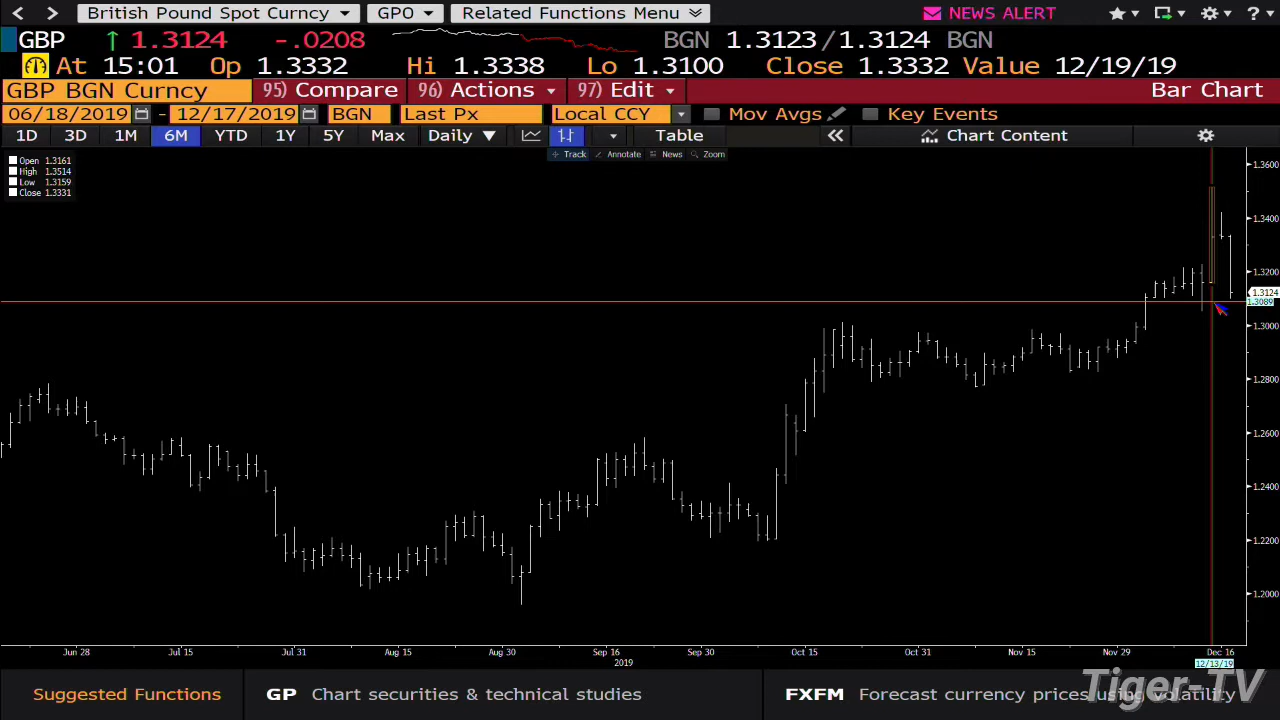 British Pound Spot Curncy GPO Related Functions Menu NEWS ALERT ?
GBP ↑ 1.3124 -.0208 BGN 1.3123/1.3124 BGN
At 15:01 Op 1.3332 Hi 1.3338 Lo 1.3100 Close 1.3332 Value 12/19/19
GBP BGN Curncy 95) Compare 96) Actions 97) Edit Bar Chart
06/18/2019 - 12/17/2019 BGN Last Px Local CCY Mov Avgs Key Events
1D 3D 1M 6M YTD 1Y 5Y Max Daily ▼ Table « Chart Content
Track Annotate News Zoom
Open 1.3161
High 1.3514
Low 1.3159
Close 1.3331
1.3600
1.3400
1.3200
1.3124
1.3089
1.3000
1.2800
1.2600
1.2400
1.2200
1.2000
Jun 28 Jul 15 Jul 31 Aug 15 Aug 30 Sep 16 Sep 30 Oct 15 Oct 31 Nov 15 Nov 29 Dec 16
2019 12/13/19
Suggested Functions GP Chart securities & technical studies FXFM Forecast currency prices using volatility
Tiger-TV